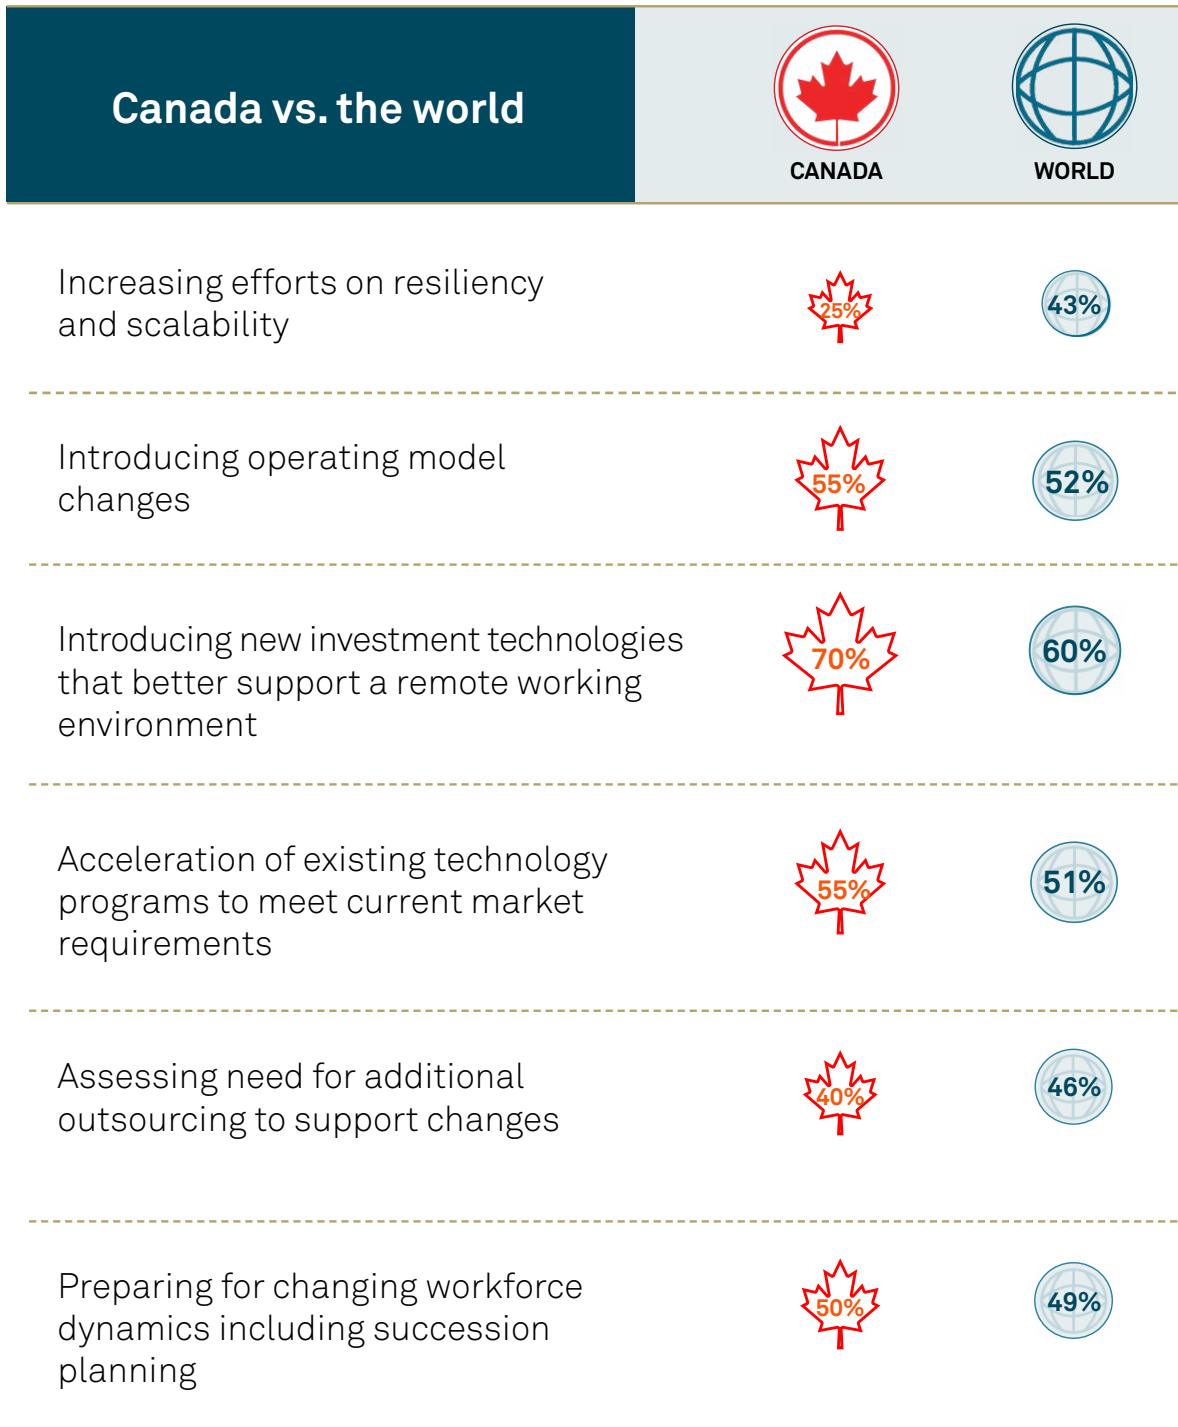 Canada vs. the world
CANADA
WORLD
Increasing efforts on resiliency
and scalability
25%
43%
Introducing operating model
changes
55%
52%
Introducing new investment technologies
that better support a remote working
environment
70%
60%
Acceleration of existing technology
programs to meet current market
requirements
55%
51%
Assessing need for additional
outsourcing to support changes
40%
46%
Preparing for changing workforce
dynamics including succession
planning
50%
49%